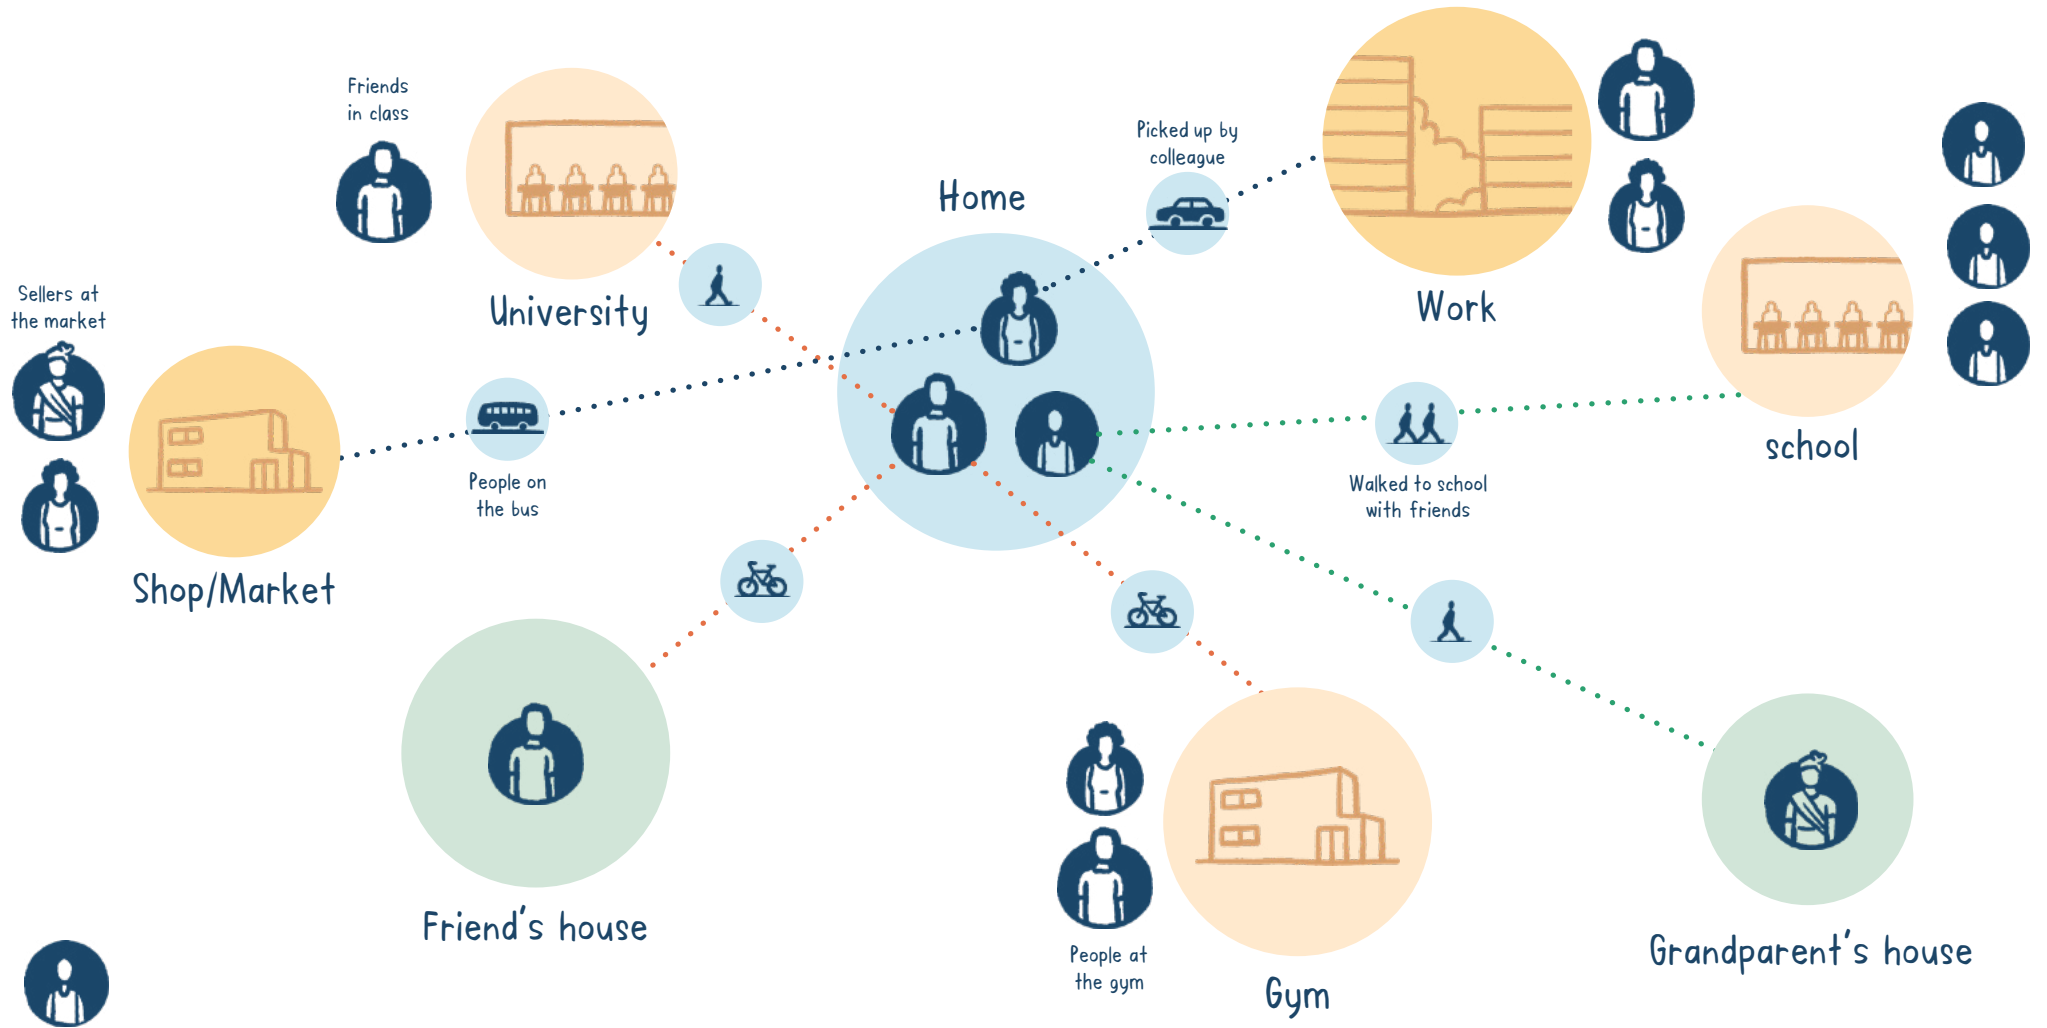 Friends
in class
Picked up by
colleague
Home
Sellers at
the market
University
Work
school
People on
the bus
Walked to school
with friends
Shop/Market
Friend's house
People at
the gym
Gym
Grandparent's house